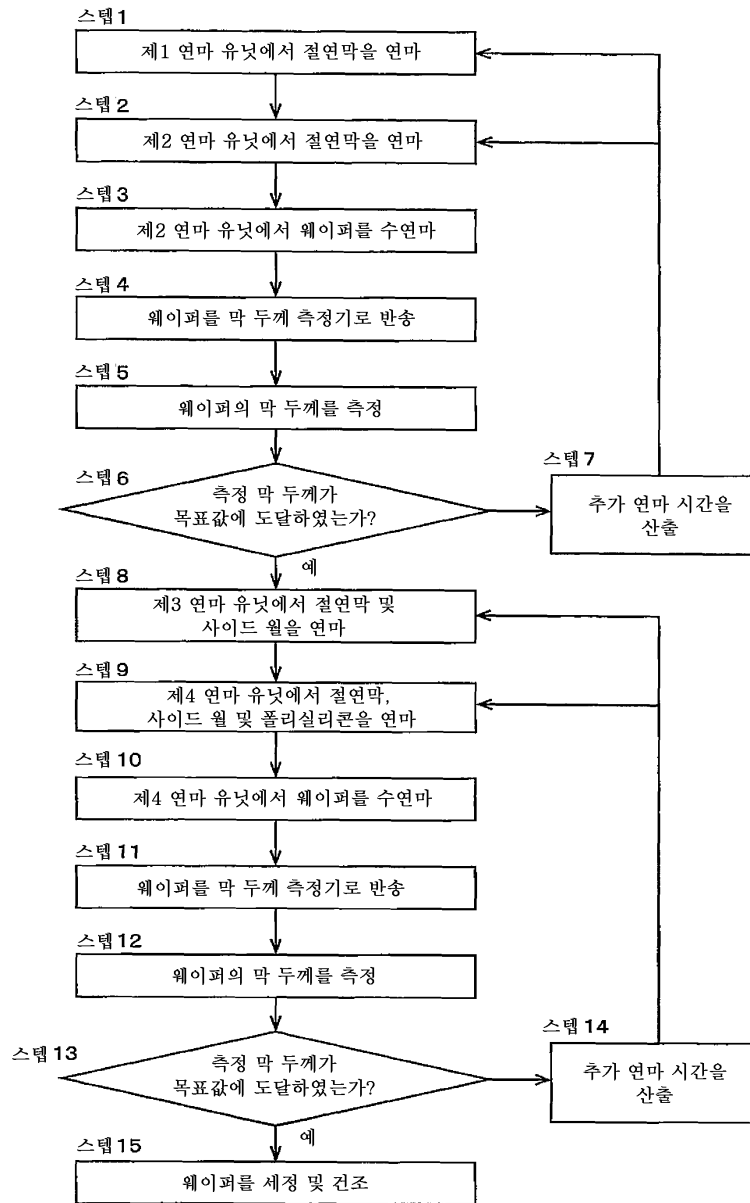 스텝1
제1 연마 유닛에서 절연막을 연마
스텝2
제2 연마 유닛에서 절연막을 연마
스텝3
제2 연마 유닛에서 웨이퍼를 수연마
스텝4
웨이퍼를 막 두께 측정기로 반송
스텝5
웨이퍼의 막 두께를 측정
스텝6
측정 막 두께가
목표값에 도달하였는가?
스텝7
추가 연마 시간을
산출
예
스텝8
제3 연마 유닛에서 절연막 및
사이드 월을 연마
스텝9
제4 연마 유닛에서 절연막,
사이드 월 및 폴리실리콘을 연마
스텝10
제4 연마 유닛에서 웨이퍼를 수연마
스텝11
웨이퍼를 막 두께 측정기로 반송
스텝12
웨이퍼의 막 두께를 측정
스텝13
측정 막 두께가
목표값에 도달하였는가?
스텝14
추가 연마 시간을
산출
예
스텝15
웨이퍼를 세정 및 건조